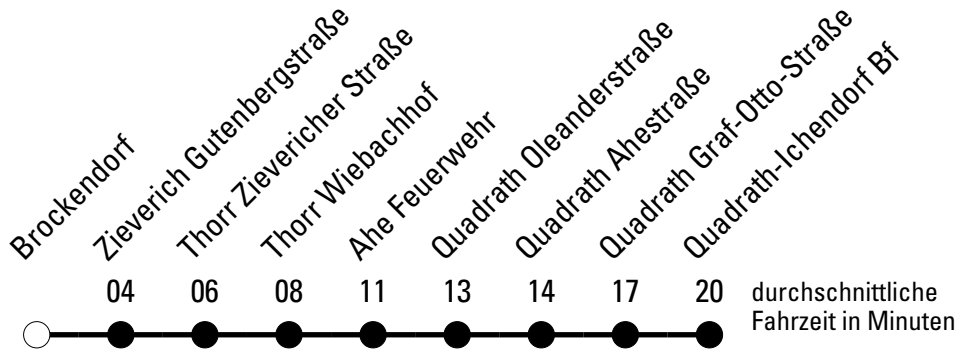 Brockendorf
Zieverich Gutenbergstraße
Thorr Zievericher Straße
Thorr Wiebachhof
Ahe Feuerwehr
Quadrath Oleanderstraße
Quadrath Ahestraße
Quadrath Graf-Otto-Straße
Quadrath-Ichendorf Bf
04 06 08 11 13 14 17 20
durchschnittliche
Fahrzeit in Minuten